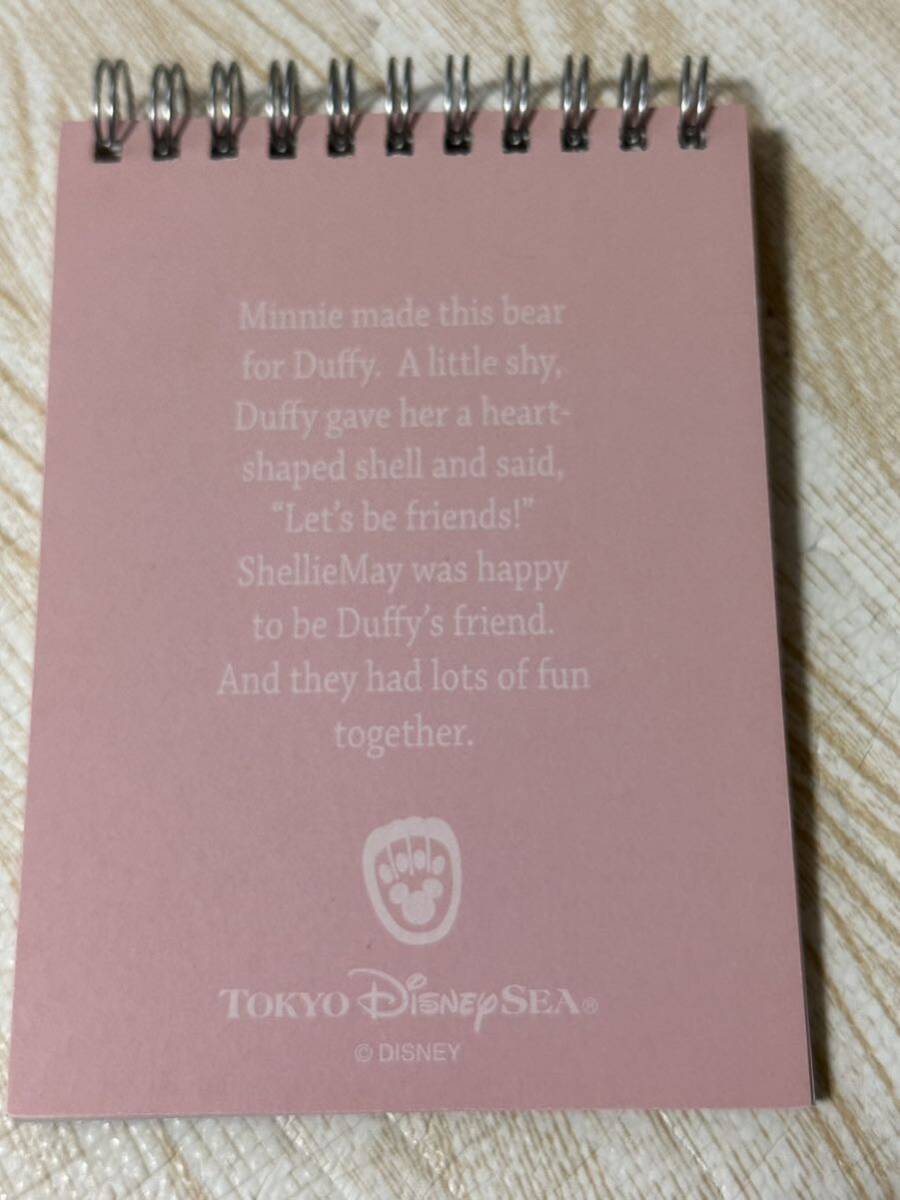 Minnie made this bear
for Duffy. A little shy,
Duffy gave her a heart-
shaped shell and said,
“Let’s be friends!”
ShellieMay was happy
to be Duffy’s friend.
And they had lots of fun
together.
TOKYO DISNEYSEA®
© DISNEY